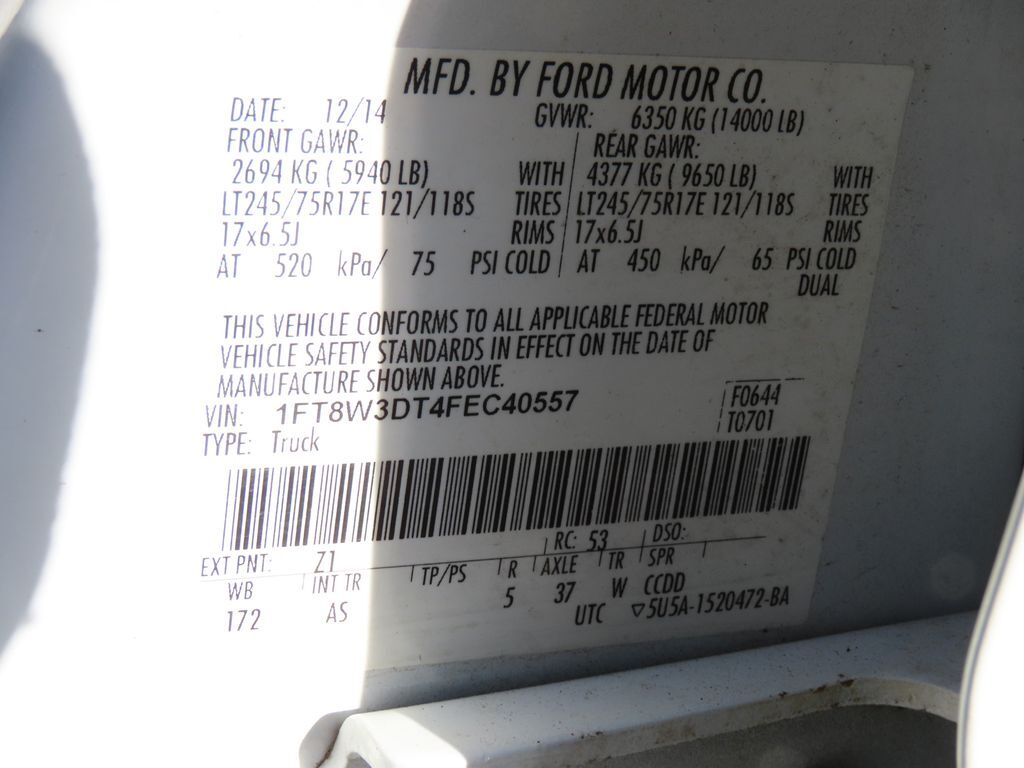 MFD. BY FORD MOTOR CO.
DATE: 12/14 GVWR: 6350 KG (14000 LB)
FRONT GAWR: REAR GAWR:
2694 KG ( 5940 LB) WITH 4377 KG ( 9650 LB) WITH
LT245/75R17E 121/118S TIRES LT245/75R17E 121/118S TIRES
17x6.5J RIMS 17x6.5J RIMS
AT 520 kPa/ 75 PSI COLD AT 450 kPa/ 65 PSI COLD
DUAL
THIS VEHICLE CONFORMS TO ALL APPLICABLE FEDERAL MOTOR
VEHICLE SAFETY STANDARDS IN EFFECT ON THE DATE OF
MANUFACTURE SHOWN ABOVE.
VIN: 1FT8W3DT4FEC40557
F0644
TYPE: Truck T0701
EXT PNT: Z1 RC: 53 DSO:
WB INT TR TP/PS R AXLE TR SPR
172 AS 5 37 W CCDD
UTC ▽5U5A-1520472-BA